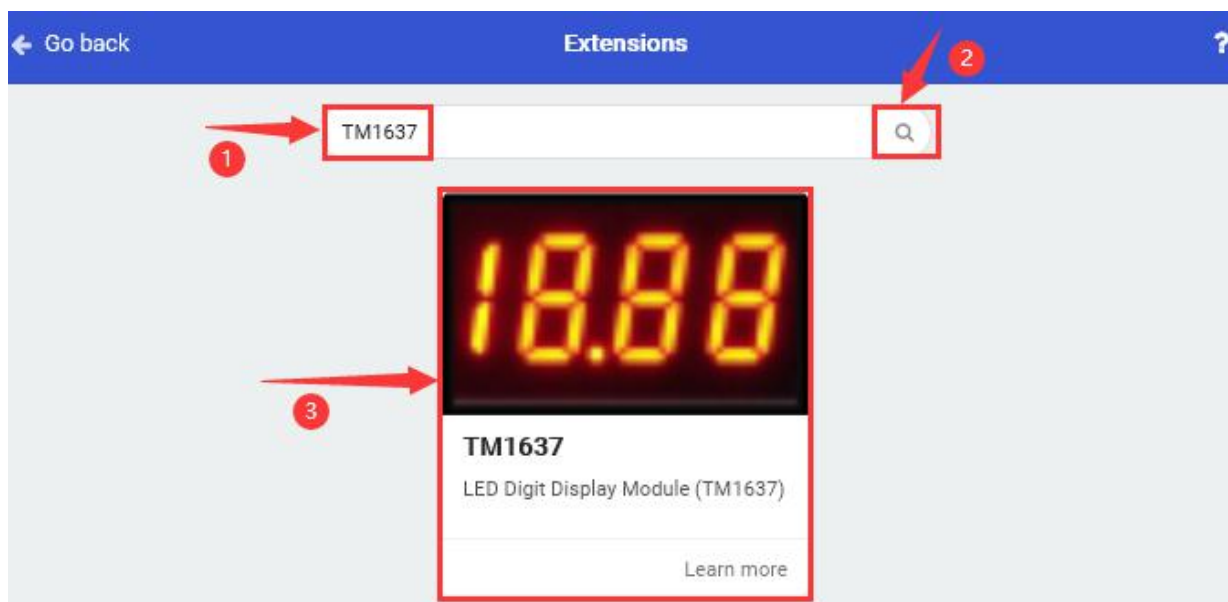 Go back
Extensions
?
2
TM1637
1
18.88
3
TM1637
LED Digit Display Module (TM1637)
Learn more